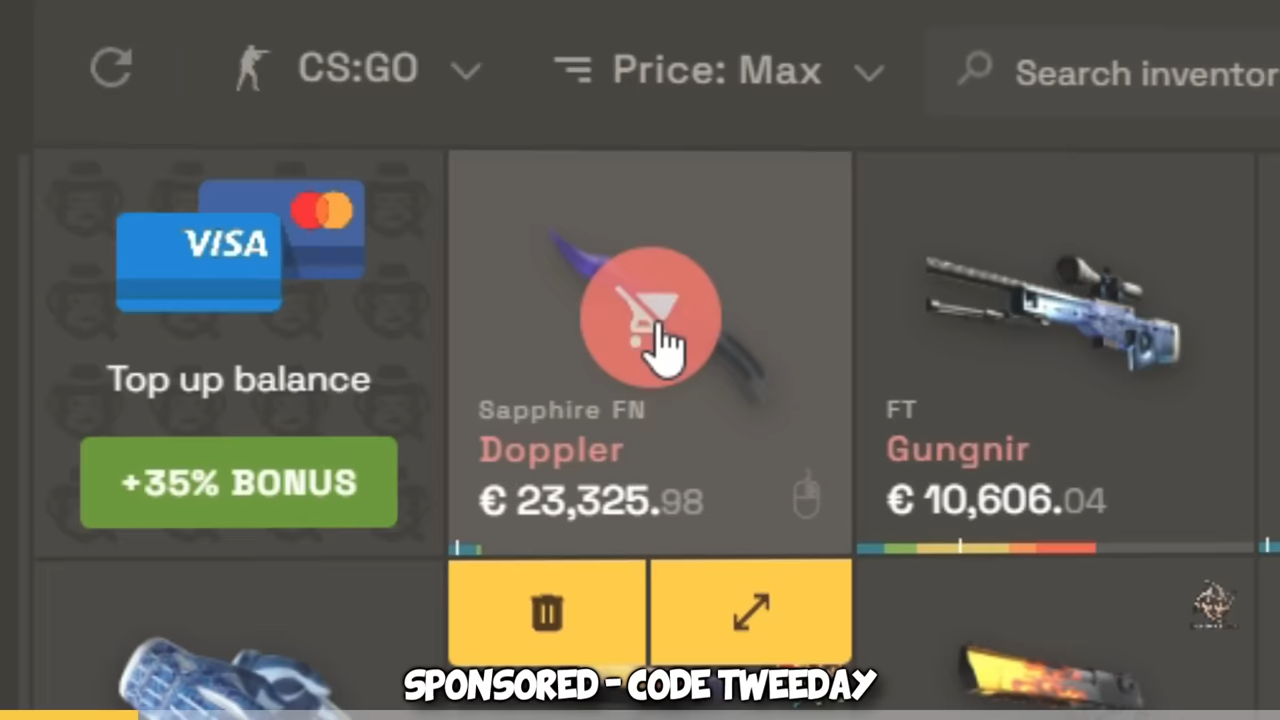 CS:GO
Price: Max
Search inventor
VISA
Top up balance
+35% BONUS
Sapphire FN
Doppler
€ 23,325.98
FT
Gungnir
€ 10,606.04
SPONSORED - CODE TWEEDAY